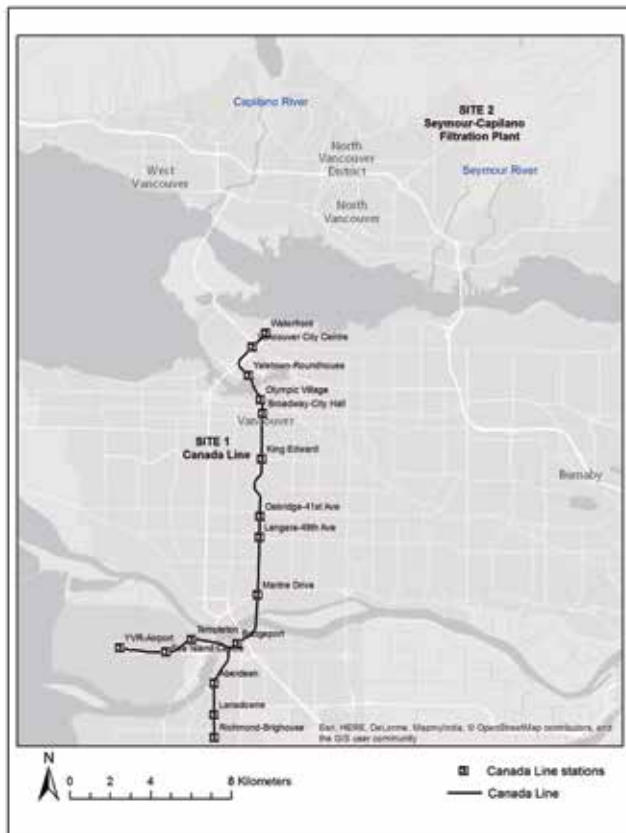 Capilano River
SITE 2
Seymour-Capilano
Filtration Plant
North
Vancouver
District
West
Vancouver
Seymour River
North
Vancouver
Waterfront
Vancouver City Centre
Yaletown-Roundhouse
Olympic Village
Broadway-City Hall
Vancouver
SITE 1
Canada Line
King Edward
Burnaby
Oakridge-41st Ave
Langara-49th Ave
Marine Drive
Templeton
Bridgeport
YVR-Airport
Sea Island Centre
Aberdeen
Lansdowne
Richmond-Brighouse
Esri, HERE, DeLorme, MapmyIndia, © OpenStreetMap contributors, and
the GIS user community
N
0 2 4 8 Kilometers
Canada Line stations
Canada Line